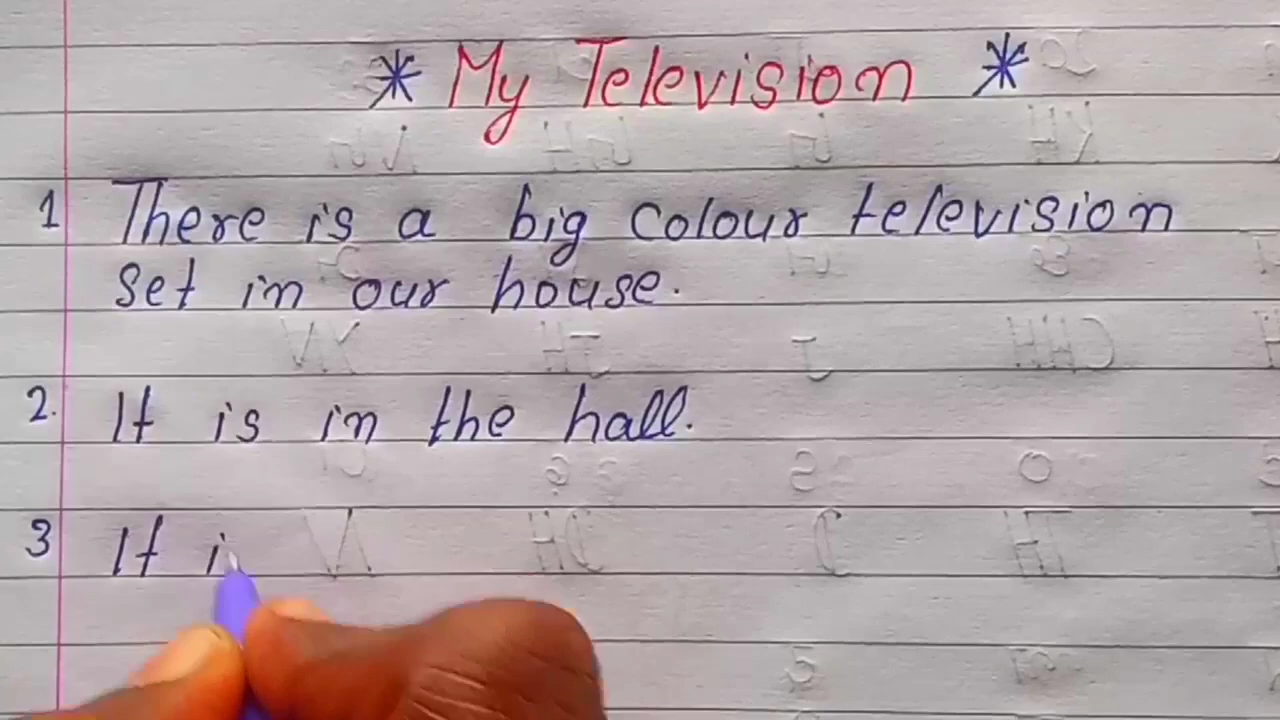 * My Television *
1 There is a big colour television
set in our house.
2. It is in the hall.
3 It i